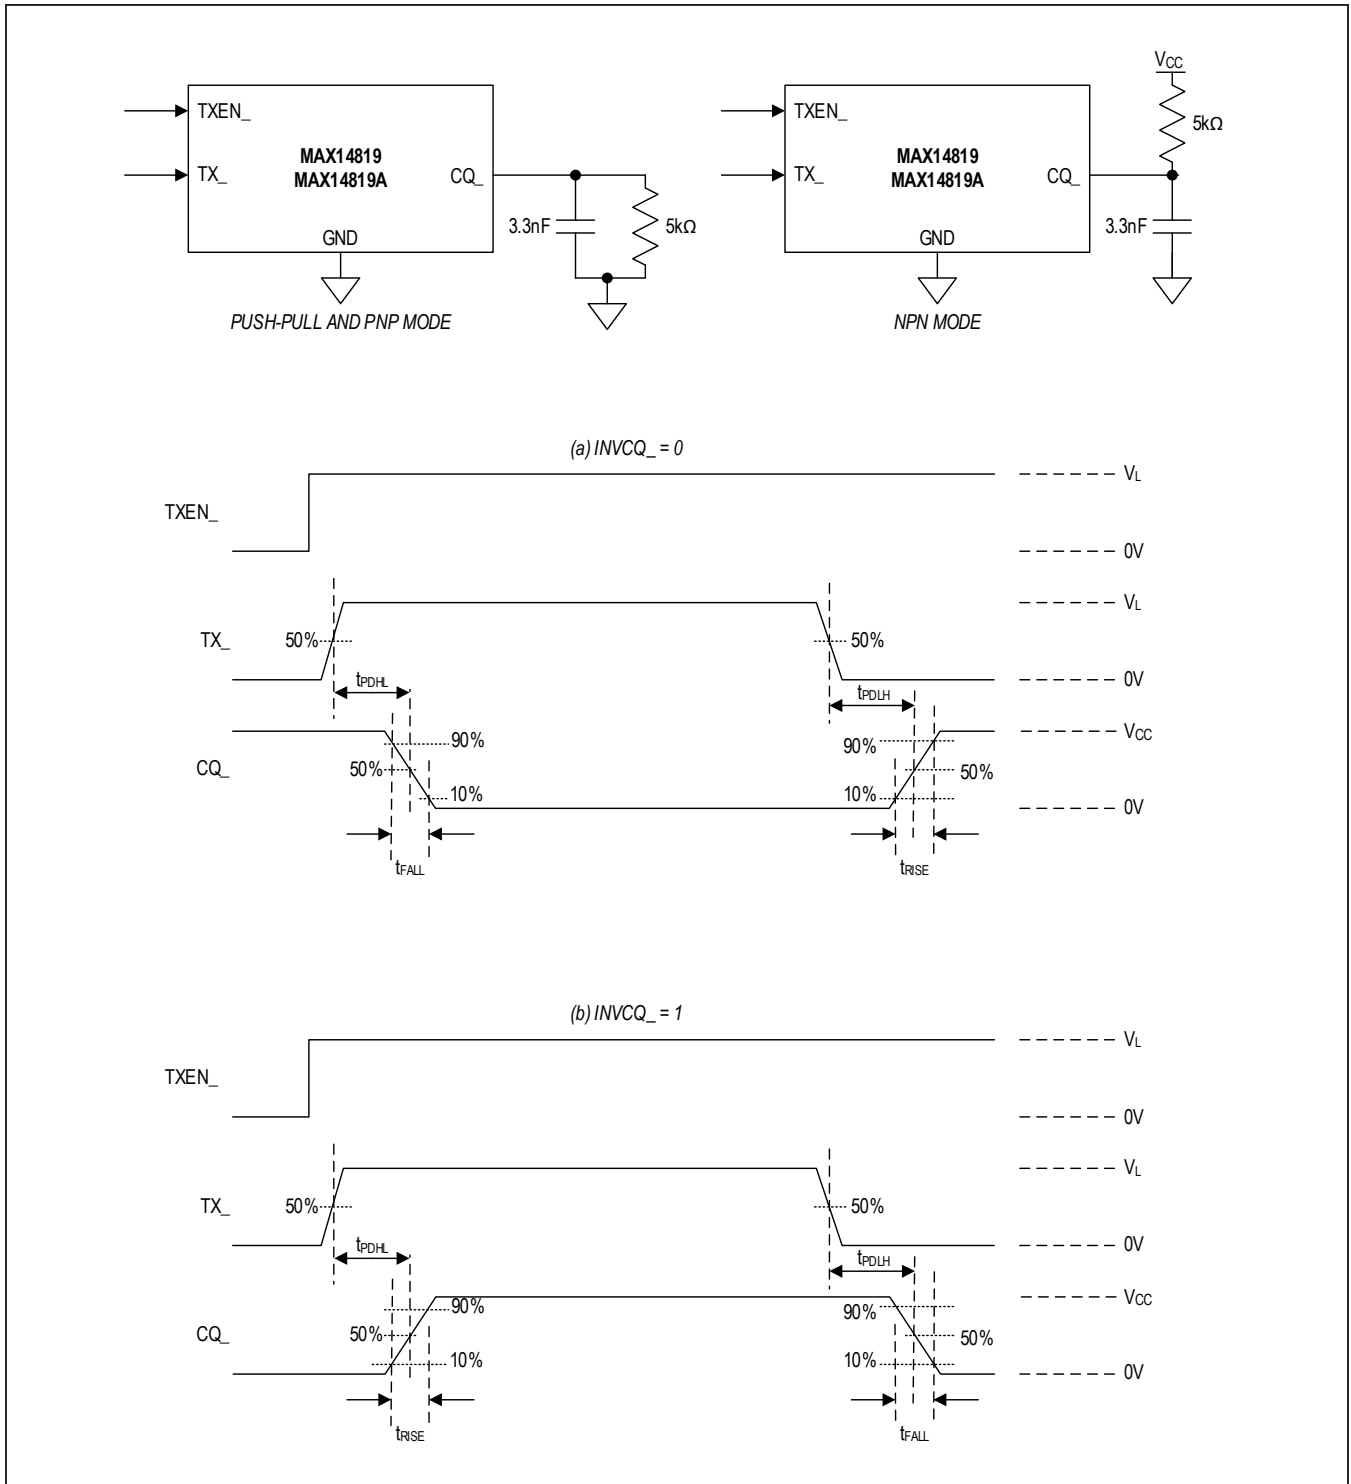 VCC
TXEN_
TX_
MAX14819
MAX14819A
CQ_
GND
3.3nF
5kΩ
PUSH-PULL AND PNP MODE
TXEN_
TX_
MAX14819
MAX14819A
CQ_
GND
5kΩ
3.3nF
NPN MODE
(a) INVCQ_ = 0
TXEN_
VL
0V
TX_
50%
50%
VL
0V
tPDHL
tPDLH
CQ_
90%
50%
10%
90%
50%
10%
VCC
0V
tFALL
tRISE
(b) INVCQ_ = 1
TXEN_
VL
0V
TX_
50%
50%
VL
0V
tPDHL
tPDLH
CQ_
90%
50%
10%
90%
50%
10%
VCC
0V
tRISE
tFALL